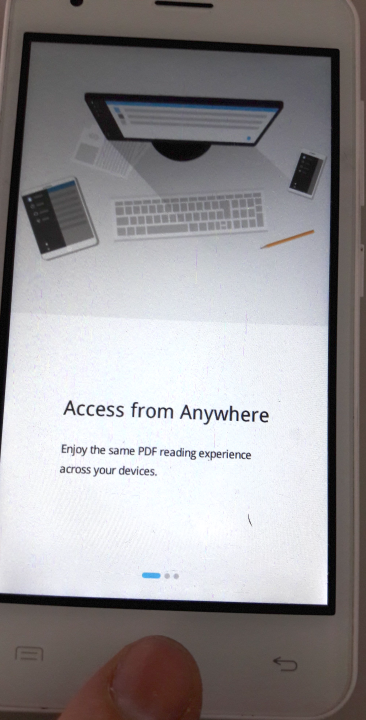 Access from Anywhere
Enjoy the same PDF reading experience
across your devices.